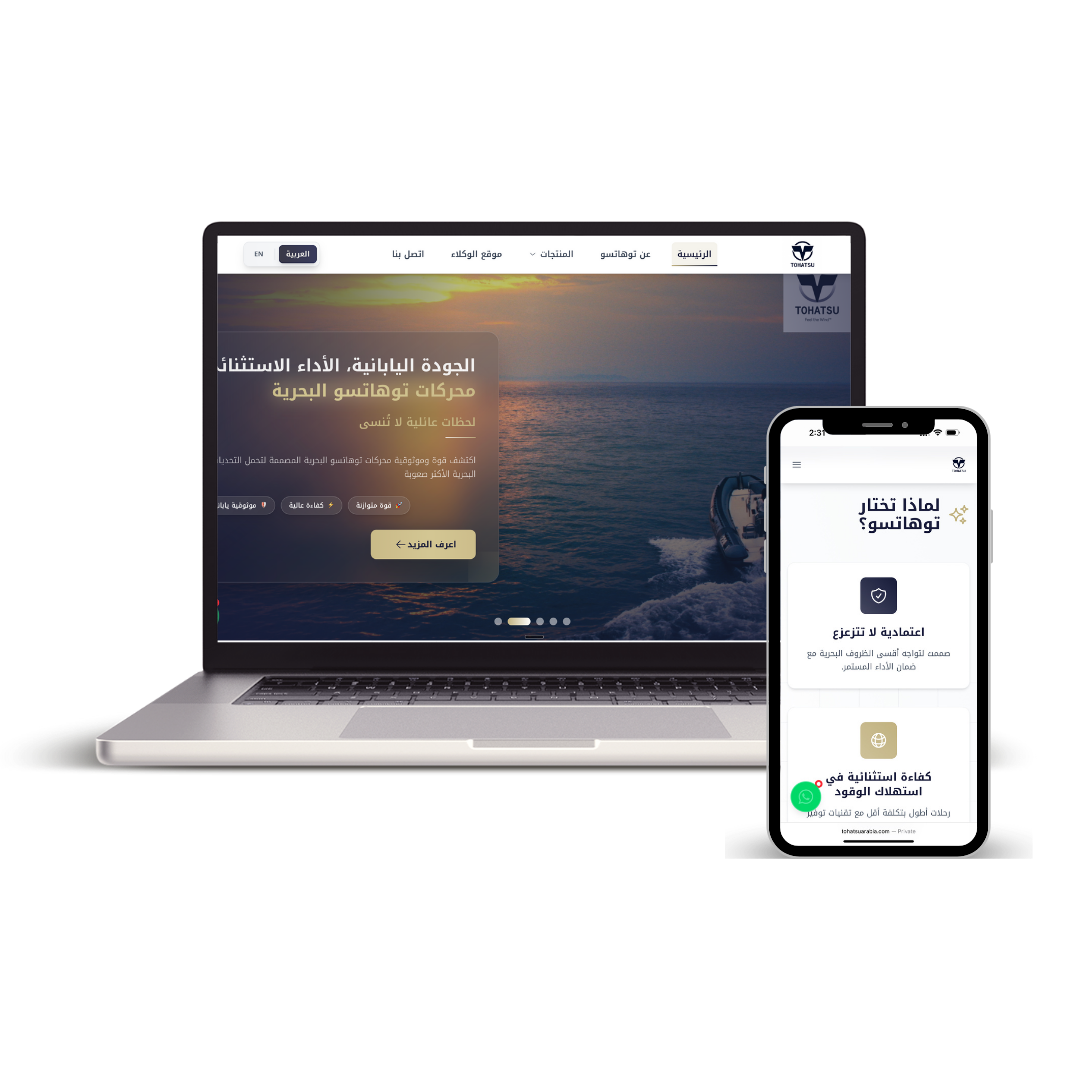 TOHATSU
الرئيسية
عن توهاتسو
المنتجات
موقع الوكلاء
اتصل بنا
العربية
EN
TOHATSU
الجودة اليابانية، الأداء
محركات توهاتسو البحرية
لحظات عائلية لا تُنسى
اكتشف قوة وموثوقية محركات توهاتسو البحرية المصممة لتحمل
البحرية الأكثر صعوبة
قوة متوازنة
كفاءة عالية
موثوقية
اعرف المزيد ←
2:31
TOHATSU
لماذا تختار
توهاتسو؟
اعتمادية لا تتزعزع
صممت لتواجه أقسى الظروف البحرية مع
ضمان الأداء المستمر.
كفاءة استثنائية في
استهلاك الوقود
رحلات أطول بتكلفة أقل مع تقنيات توفير
tohatsuarabia.com — Private